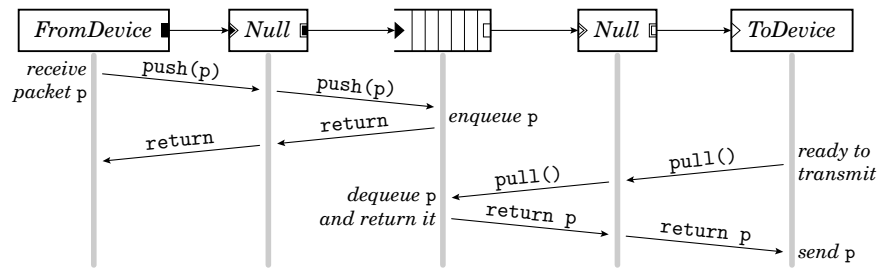 FromDevice
Null
Null
ToDevice
receive
packet p
push(p)
push(p)
enqueue p
return
return
ready to
transmit
pull()
pull()
dequeue p
and return it
return p
return p
send p